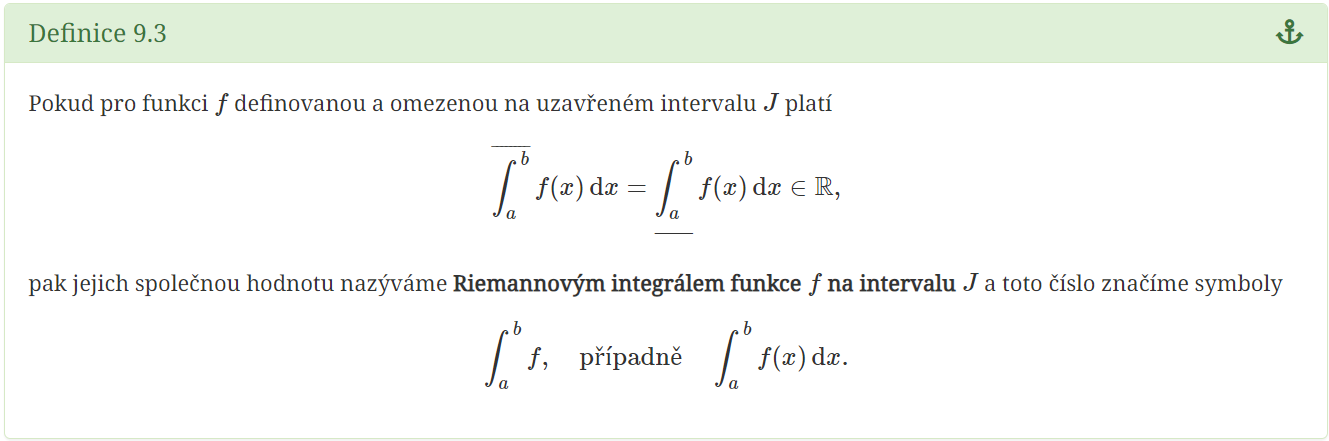 Definice 9.3
Pokud pro funkci $f$ definovanou a omezenou na uzavřeném intervalu $J$ platí
$$\overline{\int_a^b} f(x)\,\mathrm{d}x = \underline{\int_a^b} f(x)\,\mathrm{d}x \in \mathbb{R},$$
pak jejich společnou hodnotu nazýváme Riemannovým integrálem funkce $f$ na intervalu $J$ a toto číslo značíme symboly
$$\int_a^b f, \quad \text{případně} \quad \int_a^b f(x)\,\mathrm{d}x.$$